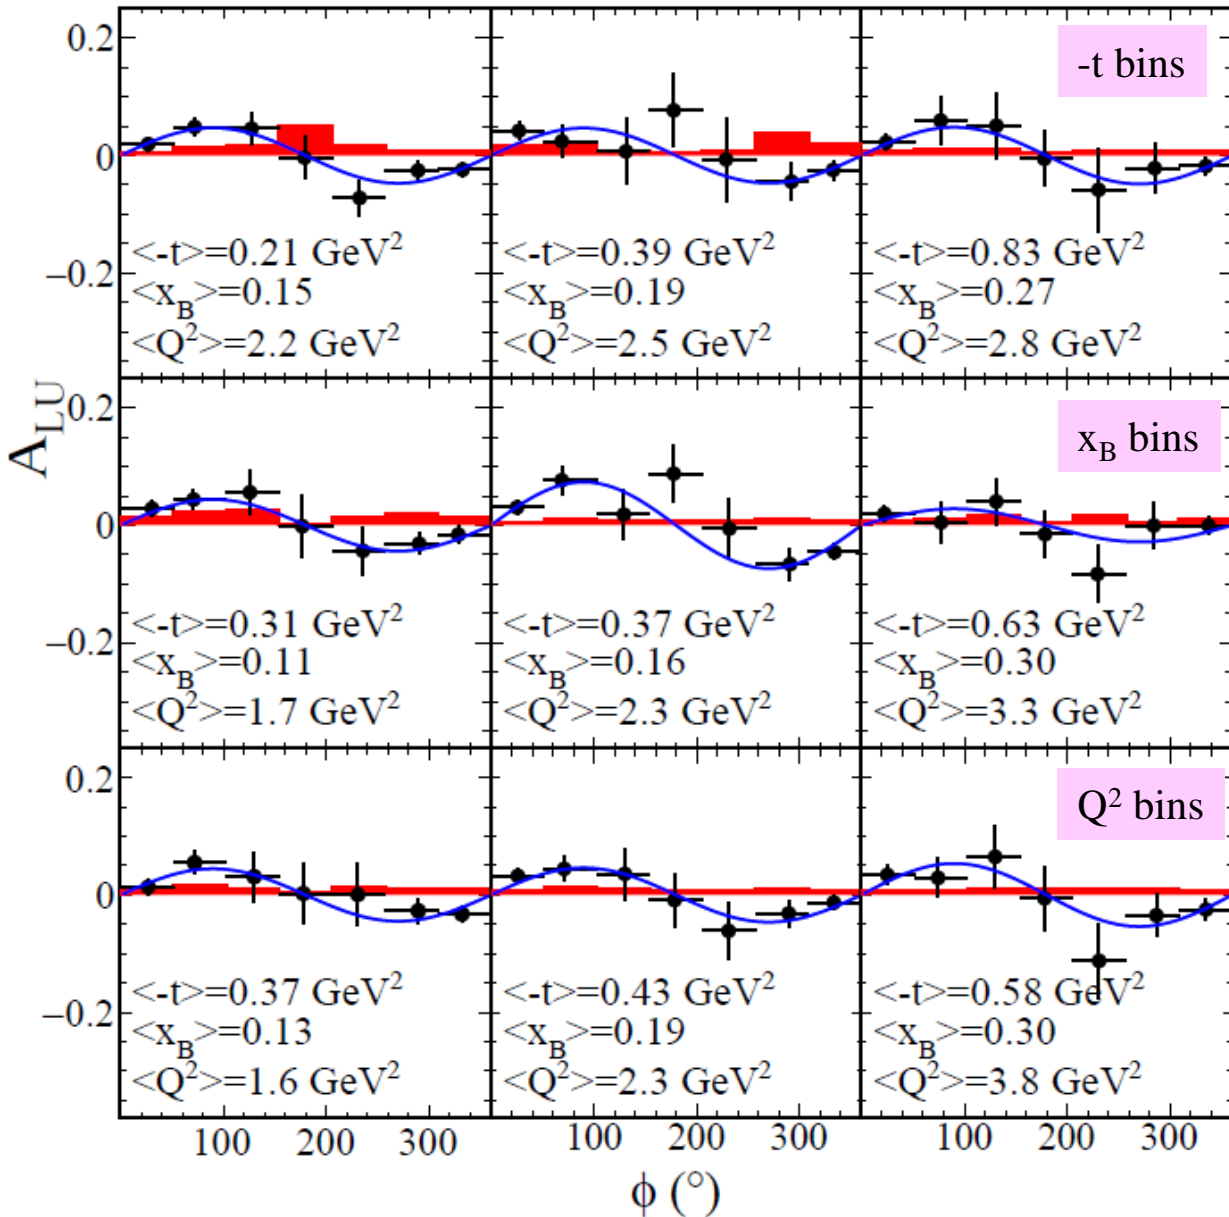 0.2
0
−0.2
-t bins
<-t>=0.21 GeV²
<x_B>=0.15
<Q²>=2.2 GeV²
<-t>=0.39 GeV²
<x_B>=0.19
<Q²>=2.5 GeV²
<-t>=0.83 GeV²
<x_B>=0.27
<Q²>=2.8 GeV²
A_LU
0.2
0
−0.2
x_B bins
<-t>=0.31 GeV²
<x_B>=0.11
<Q²>=1.7 GeV²
<-t>=0.37 GeV²
<x_B>=0.16
<Q²>=2.3 GeV²
<-t>=0.63 GeV²
<x_B>=0.30
<Q²>=3.3 GeV²
0.2
0
−0.2
Q² bins
<-t>=0.37 GeV²
<x_B>=0.13
<Q²>=1.6 GeV²
<-t>=0.43 GeV²
<x_B>=0.19
<Q²>=2.3 GeV²
<-t>=0.58 GeV²
<x_B>=0.30
<Q²>=3.8 GeV²
100 200 300 100 200 300 100 200 300
ϕ (°)